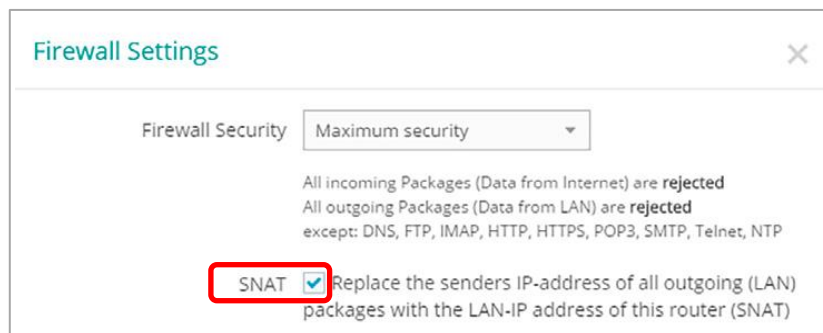 Firewall Settings
Firewall Security Maximum security
All incoming Packages (Data from Internet) are rejected
All outgoing Packages (Data from LAN) are rejected
except: DNS, FTP, IMAP, HTTP, HTTPS, POP3, SMTP, Telnet, NTP
SNAT Replace the senders IP-address of all outgoing (LAN)
packages with the LAN-IP address of this router (SNAT)